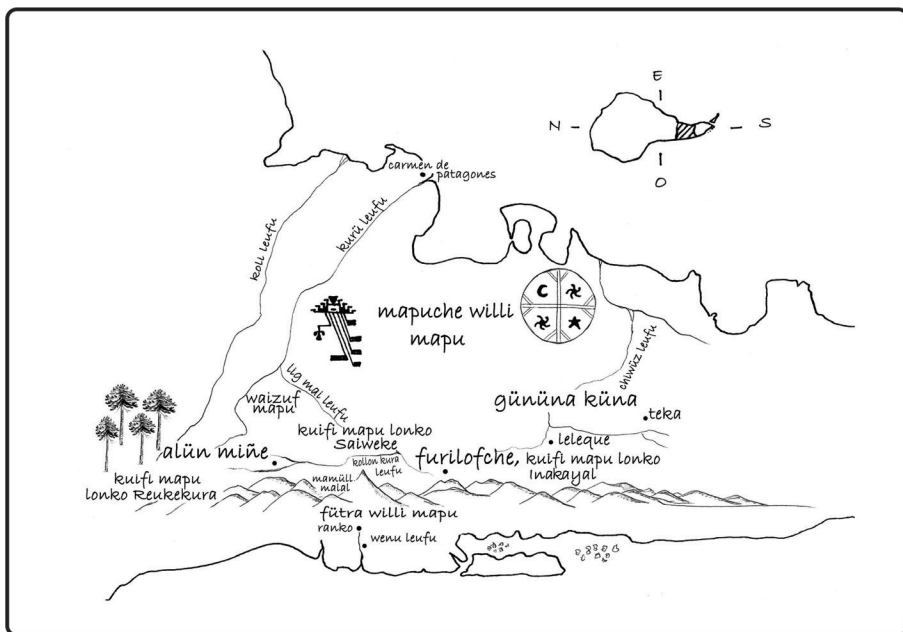 E
N
S
O
carmen de
patagones
koli leufu
kurü leufu
mapuche willi
mapu
chiwüz leufu
lig mai leufu
waizuf
mapu
gününa küna
teka
kuifi mapu lonko
Saiweke
leleque
alün miñe
kollon kura
leufu
furilofche, kuifi mapu lonko
Inakayal
kuifi mapu
lonko Reukekura
mamüll
malal
fütra willi mapu
ranko
wenu leufu